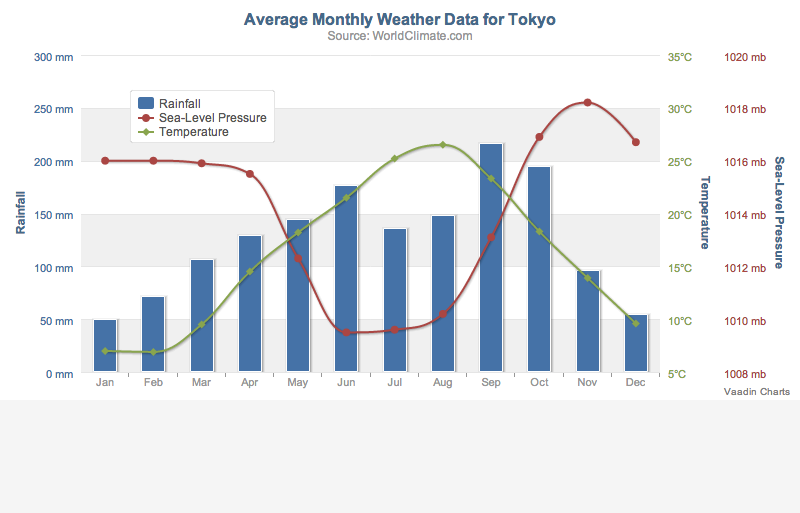 Average Monthly Weather Data for Tokyo
Source: WorldClimate.com
300 mm
250 mm
200 mm
150 mm
100 mm
50 mm
0 mm
Rainfall
Rainfall
Sea-Level Pressure
Temperature
35°C
30°C
25°C
20°C
15°C
10°C
5°C
Temperature
1020 mb
1018 mb
1016 mb
1014 mb
1012 mb
1010 mb
1008 mb
Sea-Level Pressure
Jan Feb Mar Apr May Jun Jul Aug Sep Oct Nov Dec
Vaadin Charts